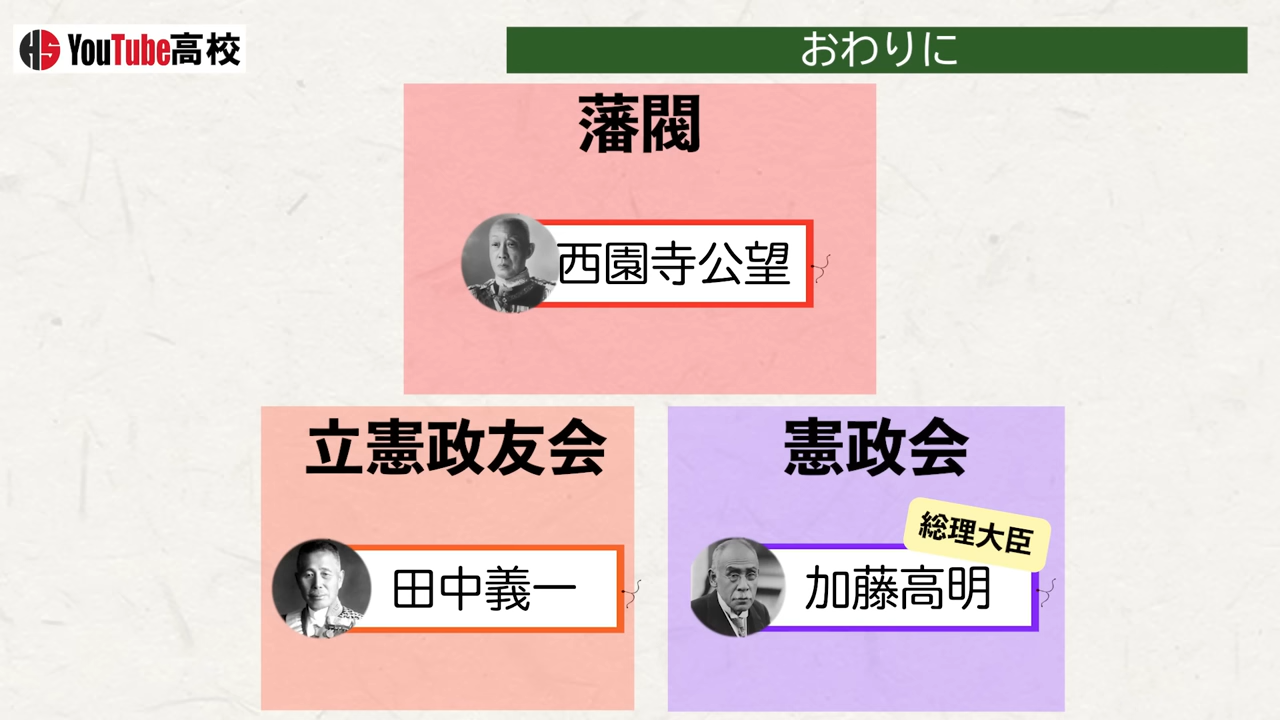 HS YouTube高校
おわりに
藩閥
西園寺公望
立憲政友会
田中義一
憲政会
総理大臣
加藤高明